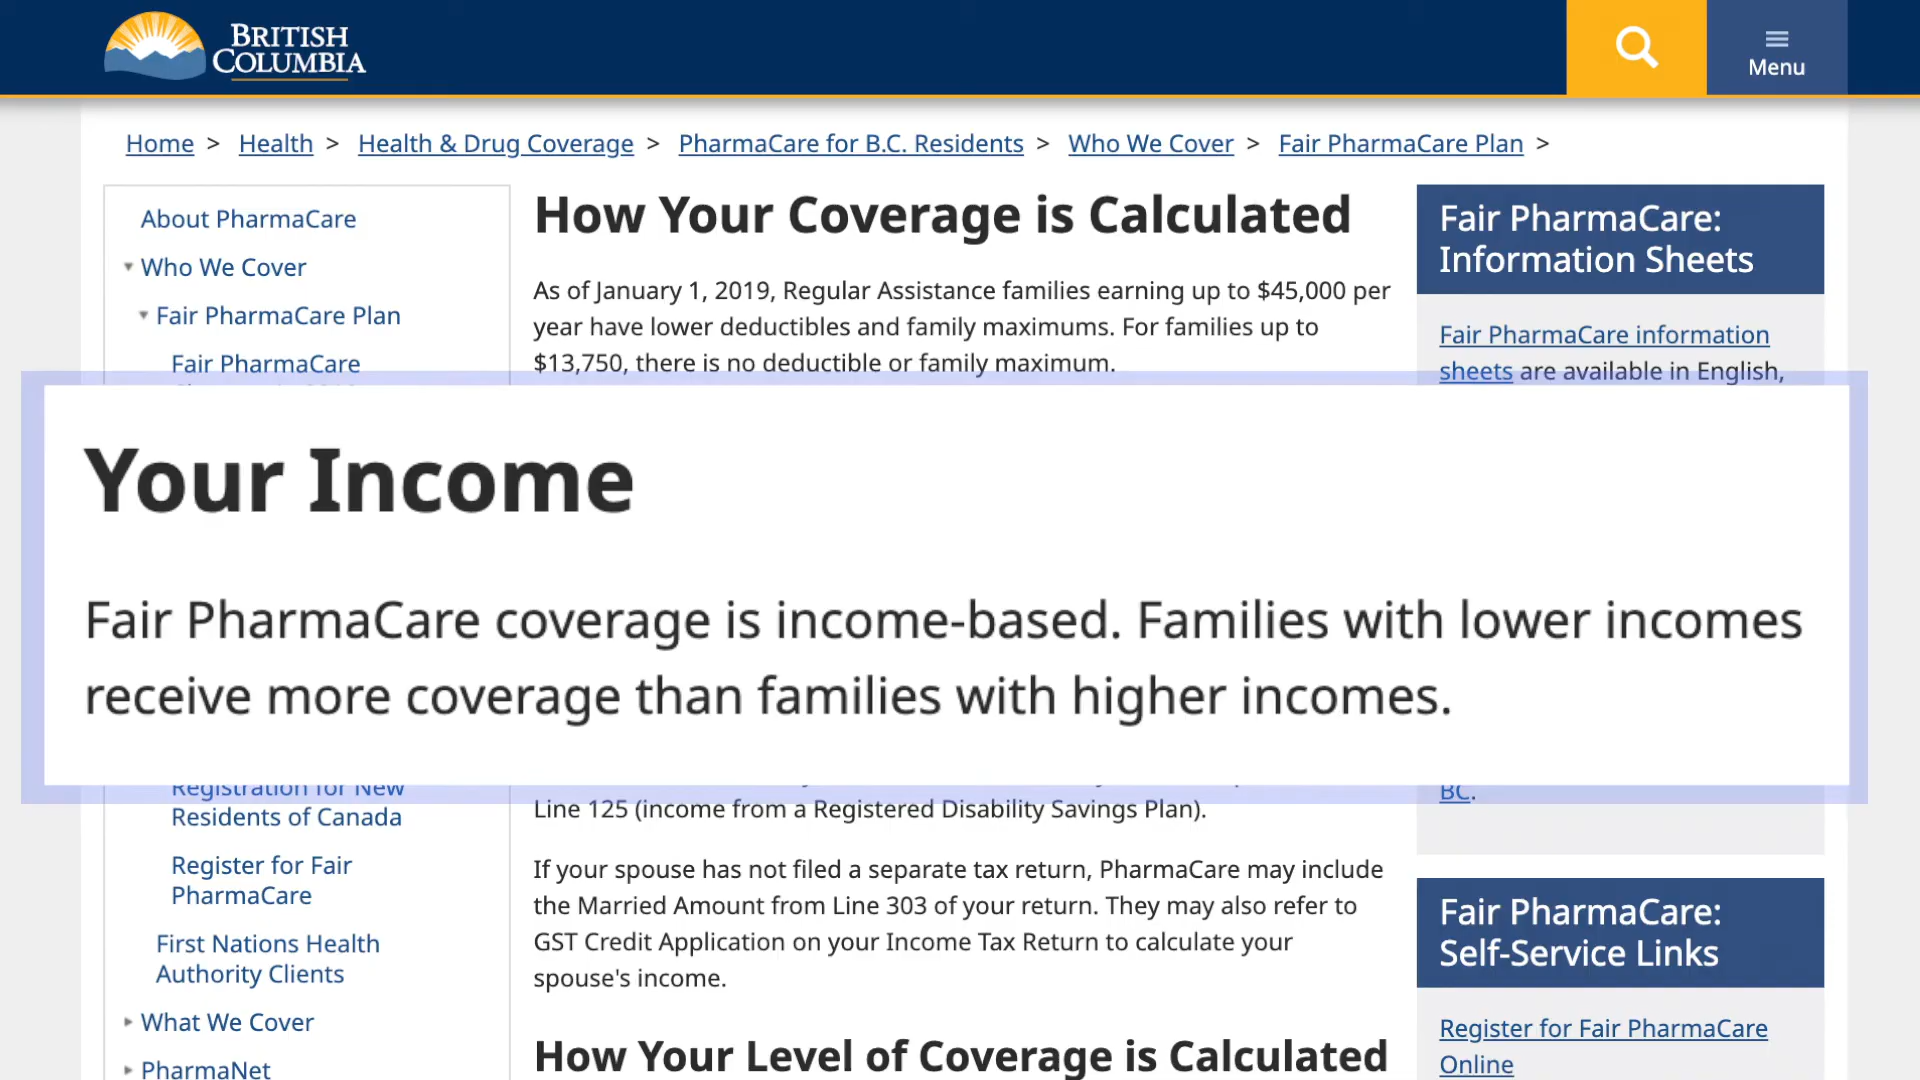 BRITISH
COLUMBIA
Menu
Home > Health > Health & Drug Coverage > PharmaCare for B.C. Residents > Who We Cover > Fair PharmaCare Plan >
About PharmaCare
Who We Cover
Fair PharmaCare Plan
Fair PharmaCare
How Your Coverage is Calculated
As of January 1, 2019, Regular Assistance families earning up to $45,000 per
year have lower deductibles and family maximums. For families up to
$13,750, there is no deductible or family maximum.
Fair PharmaCare:
Information Sheets
Fair PharmaCare information
sheets are available in English,
Your Income
Fair PharmaCare coverage is income-based. Families with lower incomes
receive more coverage than families with higher incomes.
Registration for New
Residents of Canada
Register for Fair
PharmaCare
First Nations Health
Authority Clients
What We Cover
PharmaNet
Line 125 (income from a Registered Disability Savings Plan).
If your spouse has not filed a separate tax return, PharmaCare may include
the Married Amount from Line 303 of your return. They may also refer to
GST Credit Application on your Income Tax Return to calculate your
spouse's income.
How Your Level of Coverage is Calculated
BC.
Fair PharmaCare:
Self-Service Links
Register for Fair PharmaCare
Online